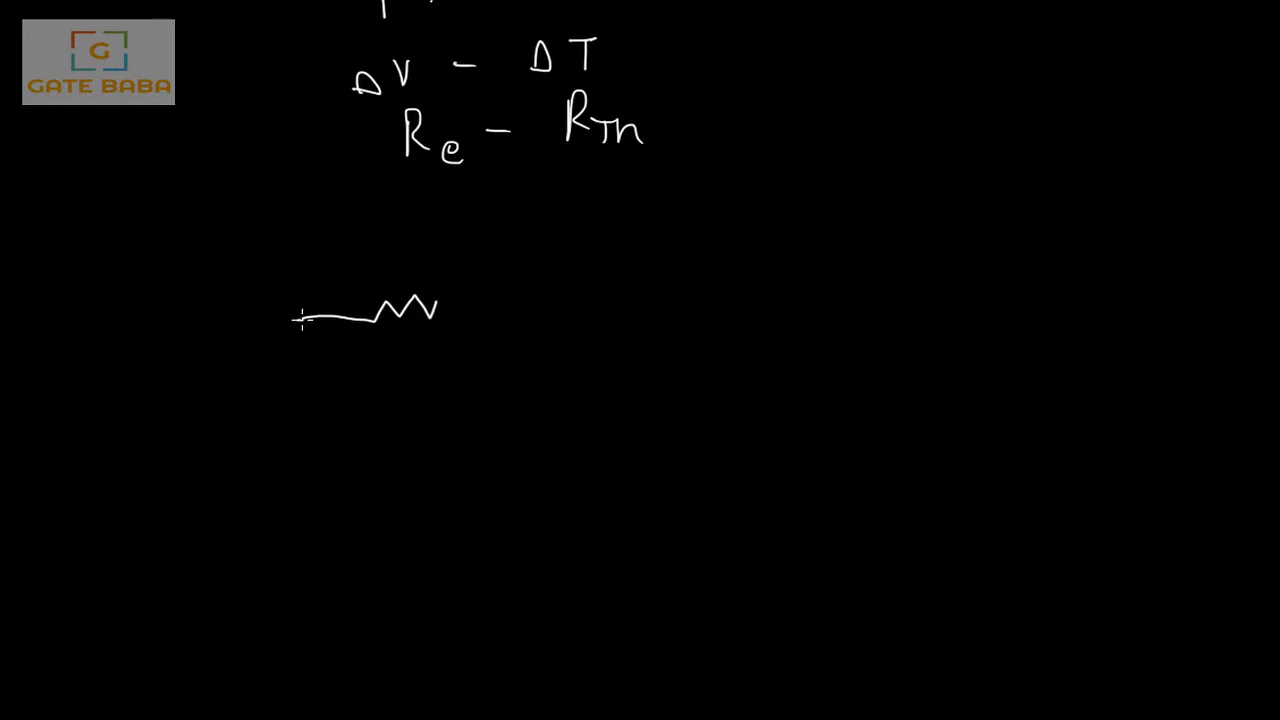 G
GATE BABA
ΔV - ΔT
Re - RTh